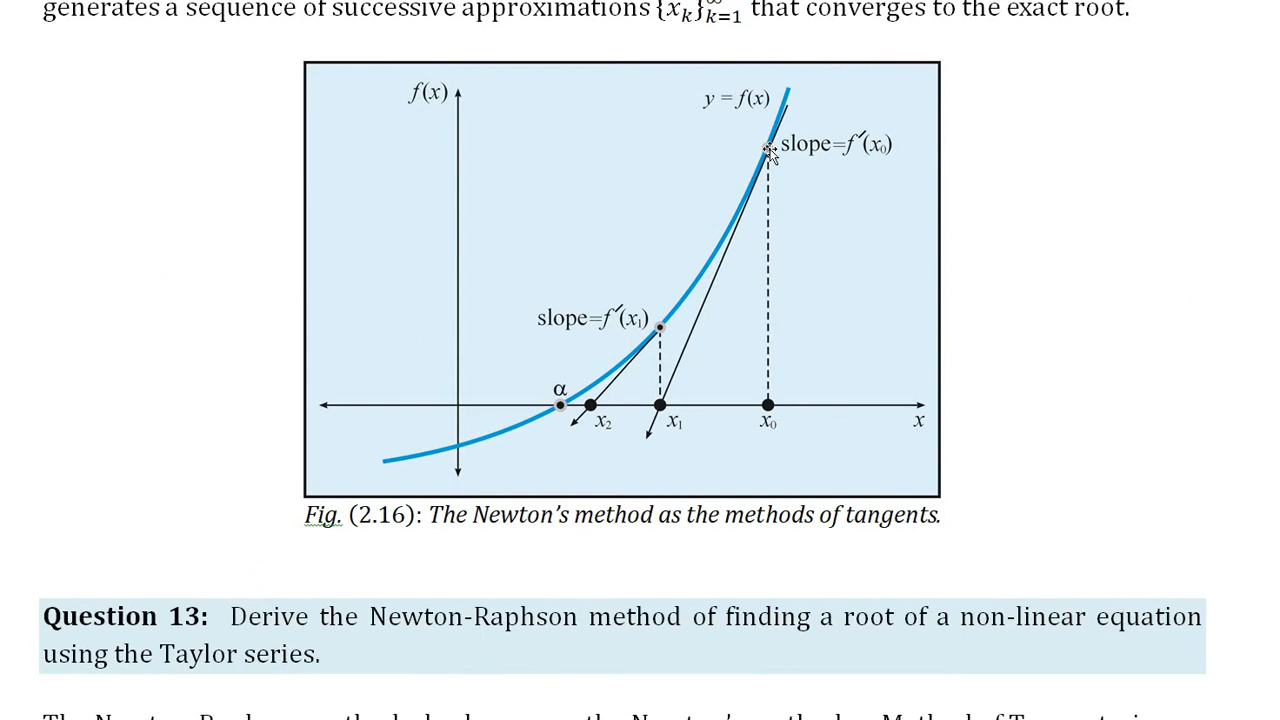 generates a sequence of successive approximations {xₖ}∞ₖ₌₁ that converges to the exact root.
f(x)
y = f(x)
slope=f′(x₀)
slope=f′(x₁)
α
x₂
x₁
x₀
x
Fig. (2.16): The Newton's method as the methods of tangents.
Question 13: Derive the Newton-Raphson method of finding a root of a non-linear equation
using the Taylor series.